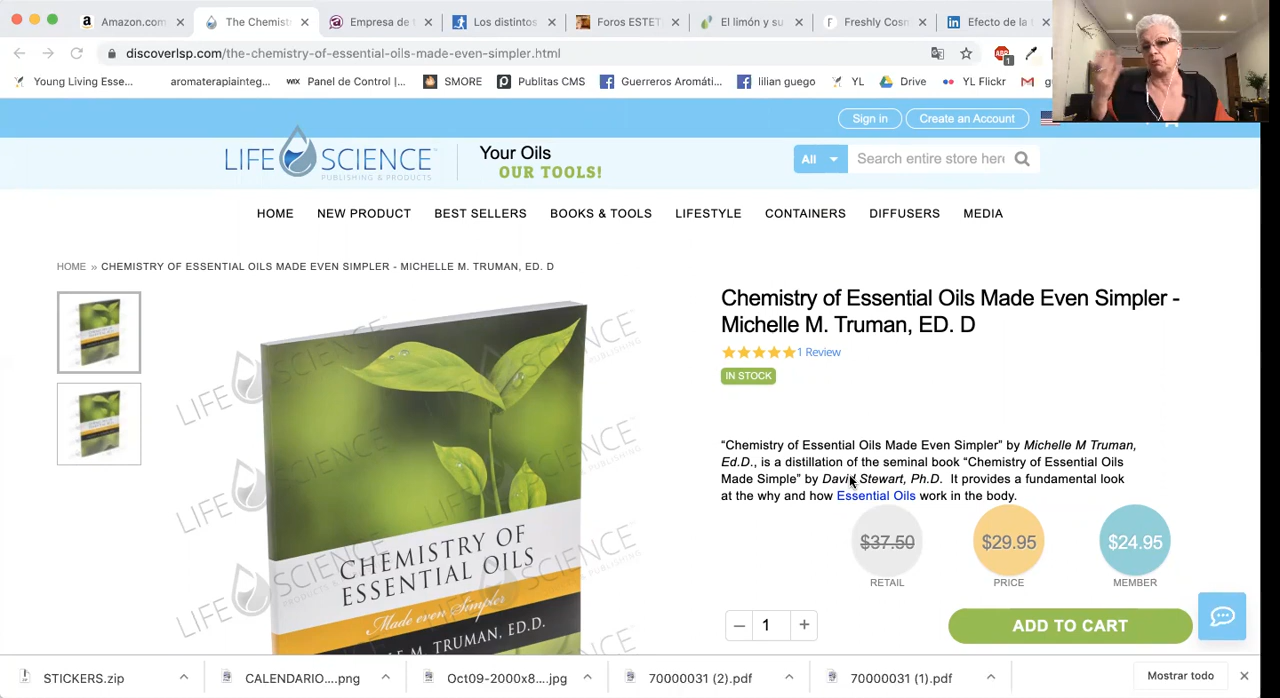 Amazon.com
The Chemist
Empresa de
Los distintos
Foros ESTET
El limón y su
Freshly Cosm
Efecto de la
discoverlsp.com/the-chemistry-of-essential-oils-made-even-simpler.html
Young Living Esse...
aromaterapiainteg...
WIX Panel de Control |...
SMORE
Publitas CMS
Guerreros Aromáti...
lilian guego
YL
Drive
YL Flickr
Sign in
Create an Account
LIFE SCIENCE
PUBLISHING & PRODUCTS
Your Oils
OUR TOOLS!
All
Search entire store here
HOME NEW PRODUCT BEST SELLERS BOOKS & TOOLS LIFESTYLE CONTAINERS DIFFUSERS MEDIA
HOME » CHEMISTRY OF ESSENTIAL OILS MADE EVEN SIMPLER - MICHELLE M. TRUMAN, ED. D
CHEMISTRY OF
ESSENTIAL OILS
Made even Simpler
LE M. TRUMAN, ED.D.
LIFE SCIENCE
Chemistry of Essential Oils Made Even Simpler -
Michelle M. Truman, ED. D
1 Review
IN STOCK
“Chemistry of Essential Oils Made Even Simpler” by Michelle M Truman,
Ed.D., is a distillation of the seminal book “Chemistry of Essential Oils
Made Simple” by David Stewart, Ph.D. It provides a fundamental look
at the why and how Essential Oils work in the body.
$37.50
RETAIL
$29.95
PRICE
$24.95
MEMBER
1
ADD TO CART
STICKERS.zip
CALENDARIO....png
Oct09-2000x8....jpg
70000031 (2).pdf
70000031 (1).pdf
Mostrar todo